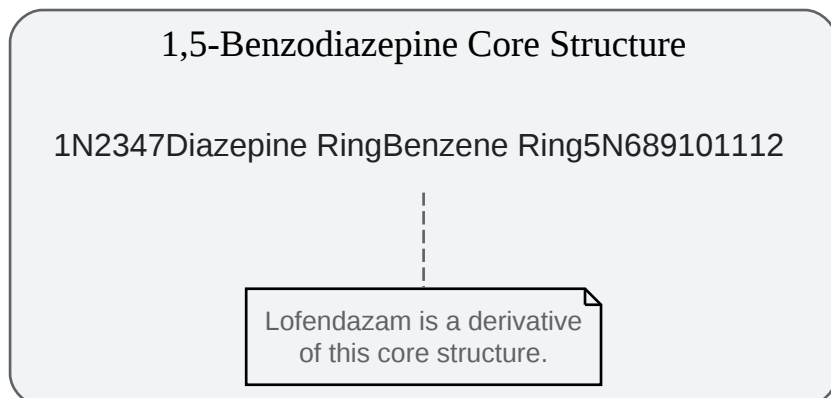 1,5-Benzodiazepine Core Structure
1N2347Diazepine RingBenzene Ring5N689101112
Lofendazam is a derivative
of this core structure.